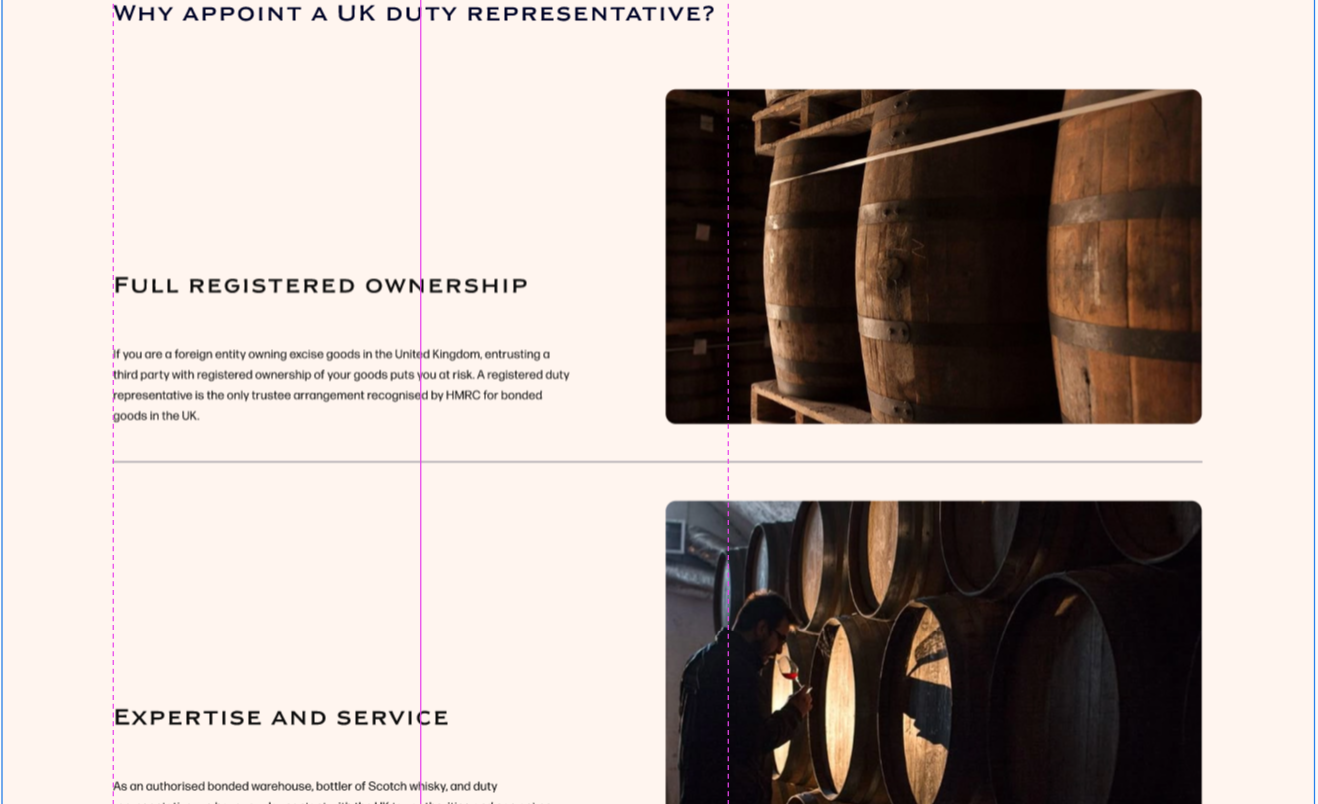 Why appoint a UK duty representative?
Full registered ownership
If you are a foreign entity owning excise goods in the United Kingdom, entrusting a
third party with registered ownership of your goods puts you at risk. A registered duty
representative is the only trustee arrangement recognised by HMRC for bonded
goods in the UK.
Expertise and service
As an authorised bonded warehouse, bottler of Scotch whisky, and duty